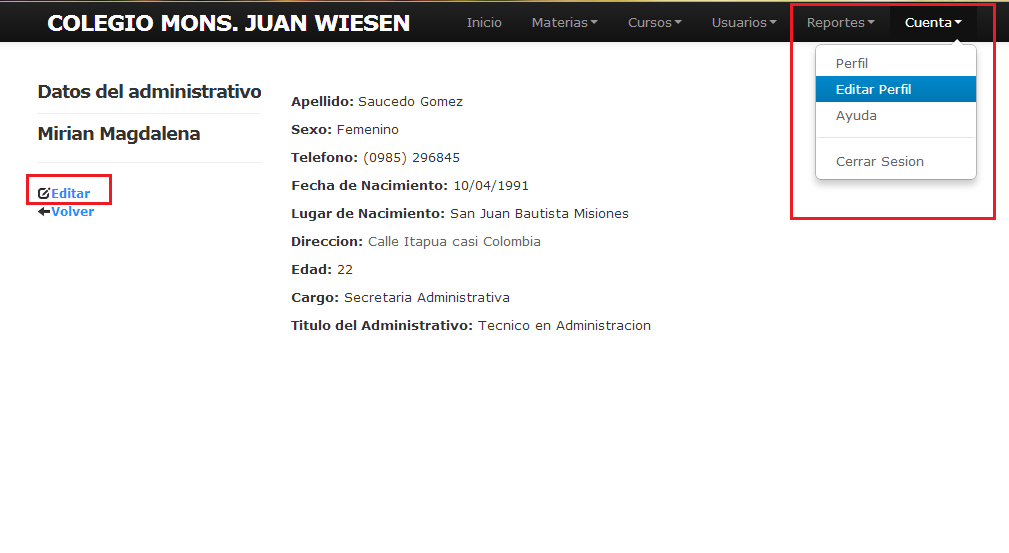 COLEGIO MONS. JUAN WIESEN Inicio Materias Cursos Usuarios Reportes Cuenta
Perfil
Editar Perfil
Ayuda
Cerrar Sesion
Datos del administrativo
Mirian Magdalena
Editar
Volver
Apellido: Saucedo Gomez
Sexo: Femenino
Telefono: (0985) 296845
Fecha de Nacimiento: 10/04/1991
Lugar de Nacimiento: San Juan Bautista Misiones
Direccion: Calle Itapua casi Colombia
Edad: 22
Cargo: Secretaria Administrativa
Titulo del Administrativo: Tecnico en Administracion